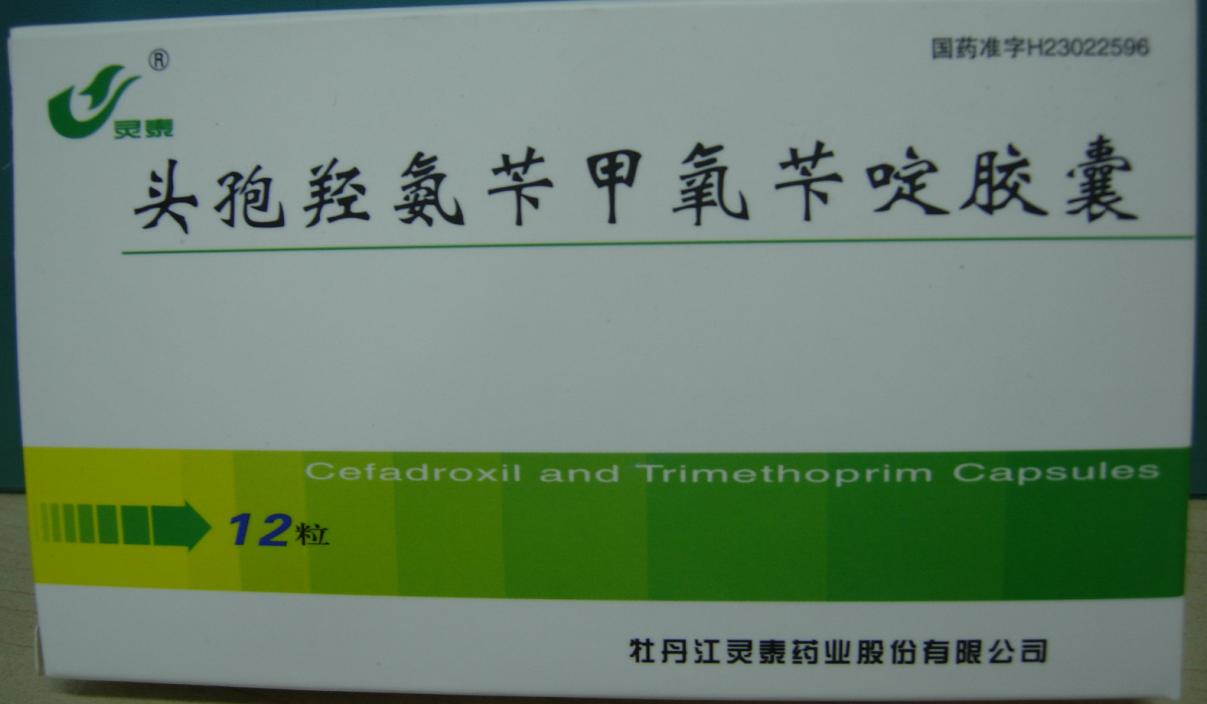 国药准字H23022596
®
灵泰
头孢羟氨苄甲氧苄啶胶囊
Cefadroxil and Trimethoprim Capsules
12粒
牡丹江灵泰药业股份有限公司